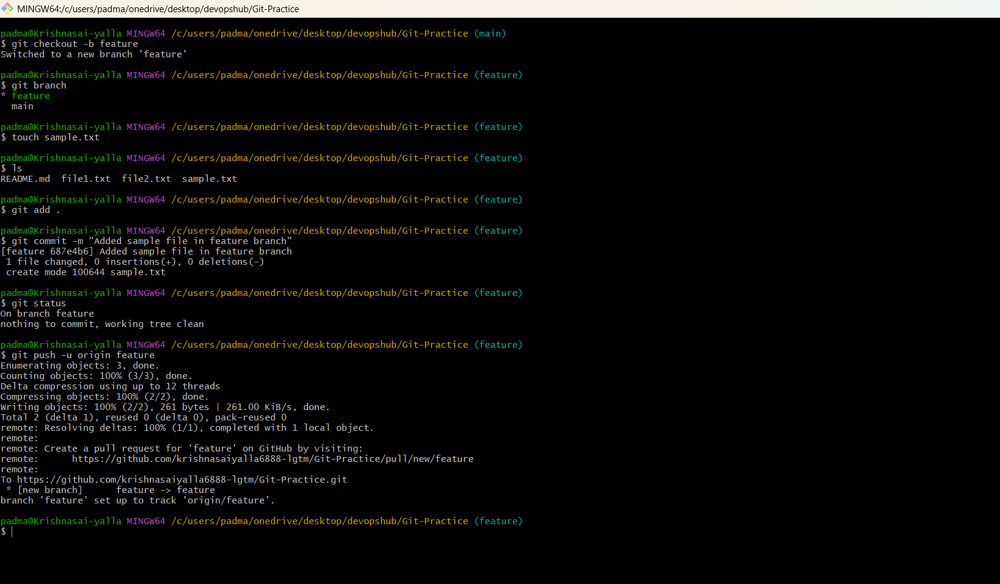 MINGW64:/c/users/padma/onedrive/desktop/devopshub/Git-Practice
padma@Krishnasai-yalla MINGW64 /c/users/padma/onedrive/desktop/devopshub/Git-Practice (main)
$ git checkout -b feature
Switched to a new branch 'feature'
padma@Krishnasai-yalla MINGW64 /c/users/padma/onedrive/desktop/devopshub/Git-Practice (feature)
$ git branch
* feature
  main
padma@Krishnasai-yalla MINGW64 /c/users/padma/onedrive/desktop/devopshub/Git-Practice (feature)
$ touch sample.txt
padma@Krishnasai-yalla MINGW64 /c/users/padma/onedrive/desktop/devopshub/Git-Practice (feature)
$ ls
README.md  file1.txt  file2.txt  sample.txt
padma@Krishnasai-yalla MINGW64 /c/users/padma/onedrive/desktop/devopshub/Git-Practice (feature)
$ git add .
padma@Krishnasai-yalla MINGW64 /c/users/padma/onedrive/desktop/devopshub/Git-Practice (feature)
$ git commit -m "Added sample file in feature branch"
[feature 687e4b6] Added sample file in feature branch
 1 file changed, 0 insertions(+), 0 deletions(-)
 create mode 100644 sample.txt
padma@Krishnasai-yalla MINGW64 /c/users/padma/onedrive/desktop/devopshub/Git-Practice (feature)
$ git status
On branch feature
nothing to commit, working tree clean
padma@Krishnasai-yalla MINGW64 /c/users/padma/onedrive/desktop/devopshub/Git-Practice (feature)
$ git push -u origin feature
Enumerating objects: 3, done.
Counting objects: 100% (3/3), done.
Delta compression using up to 12 threads
Compressing objects: 100% (2/2), done.
Writing objects: 100% (2/2), 261 bytes | 261.00 KiB/s, done.
Total 2 (delta 1), reused 0 (delta 0), pack-reused 0
remote: Resolving deltas: 100% (1/1), completed with 1 local object.
remote:
remote: Create a pull request for 'feature' on GitHub by visiting:
remote:      https://github.com/krishnasaiyalla6888-lgtm/Git-Practice/pull/new/feature
remote:
To https://github.com/krishnasaiyalla6888-lgtm/Git-Practice.git
 * [new branch]      feature -> feature
branch 'feature' set up to track 'origin/feature'.
padma@Krishnasai-yalla MINGW64 /c/users/padma/onedrive/desktop/devopshub/Git-Practice (feature)
$